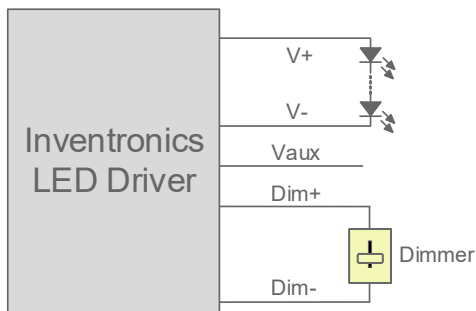 Inventronics
LED Driver
V+
V-
Vaux
Dim+
Dimmer
Dim-